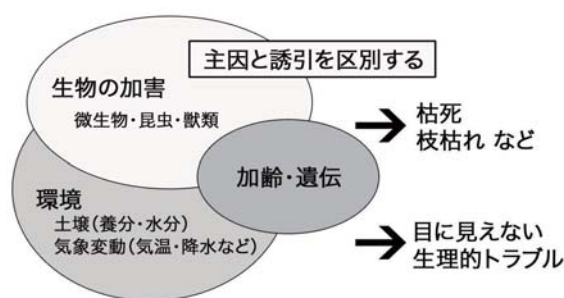 主因と誘引を区別する
生物の加害
微生物・昆虫・獣類
加齢・遺伝
環境
土壌(養分・水分)
気象変動(気温・降水など)
枯死
枝枯れ など
目に見えない
生理的トラブル